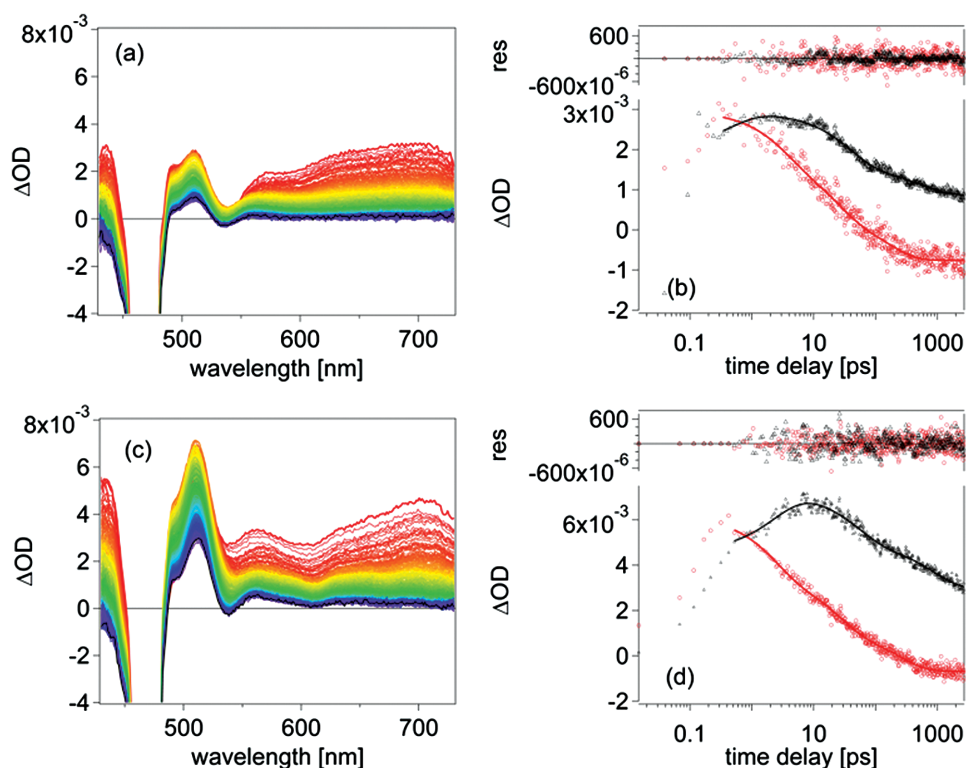 8x10-3
(a)
6
4
2
0
-2
-4
ΔOD
500
600
700
wavelength [nm]
600
-600x10-6
res
3x10-3
2
1
0
-1
-2
ΔOD
(b)
0.1
10
1000
time delay [ps]
8x10-3
(c)
6
4
2
0
-2
-4
ΔOD
500
600
700
wavelength [nm]
600
-600x10-6
res
6x10-3
4
2
0
-2
ΔOD
(d)
0.1
10
1000
time delay [ps]